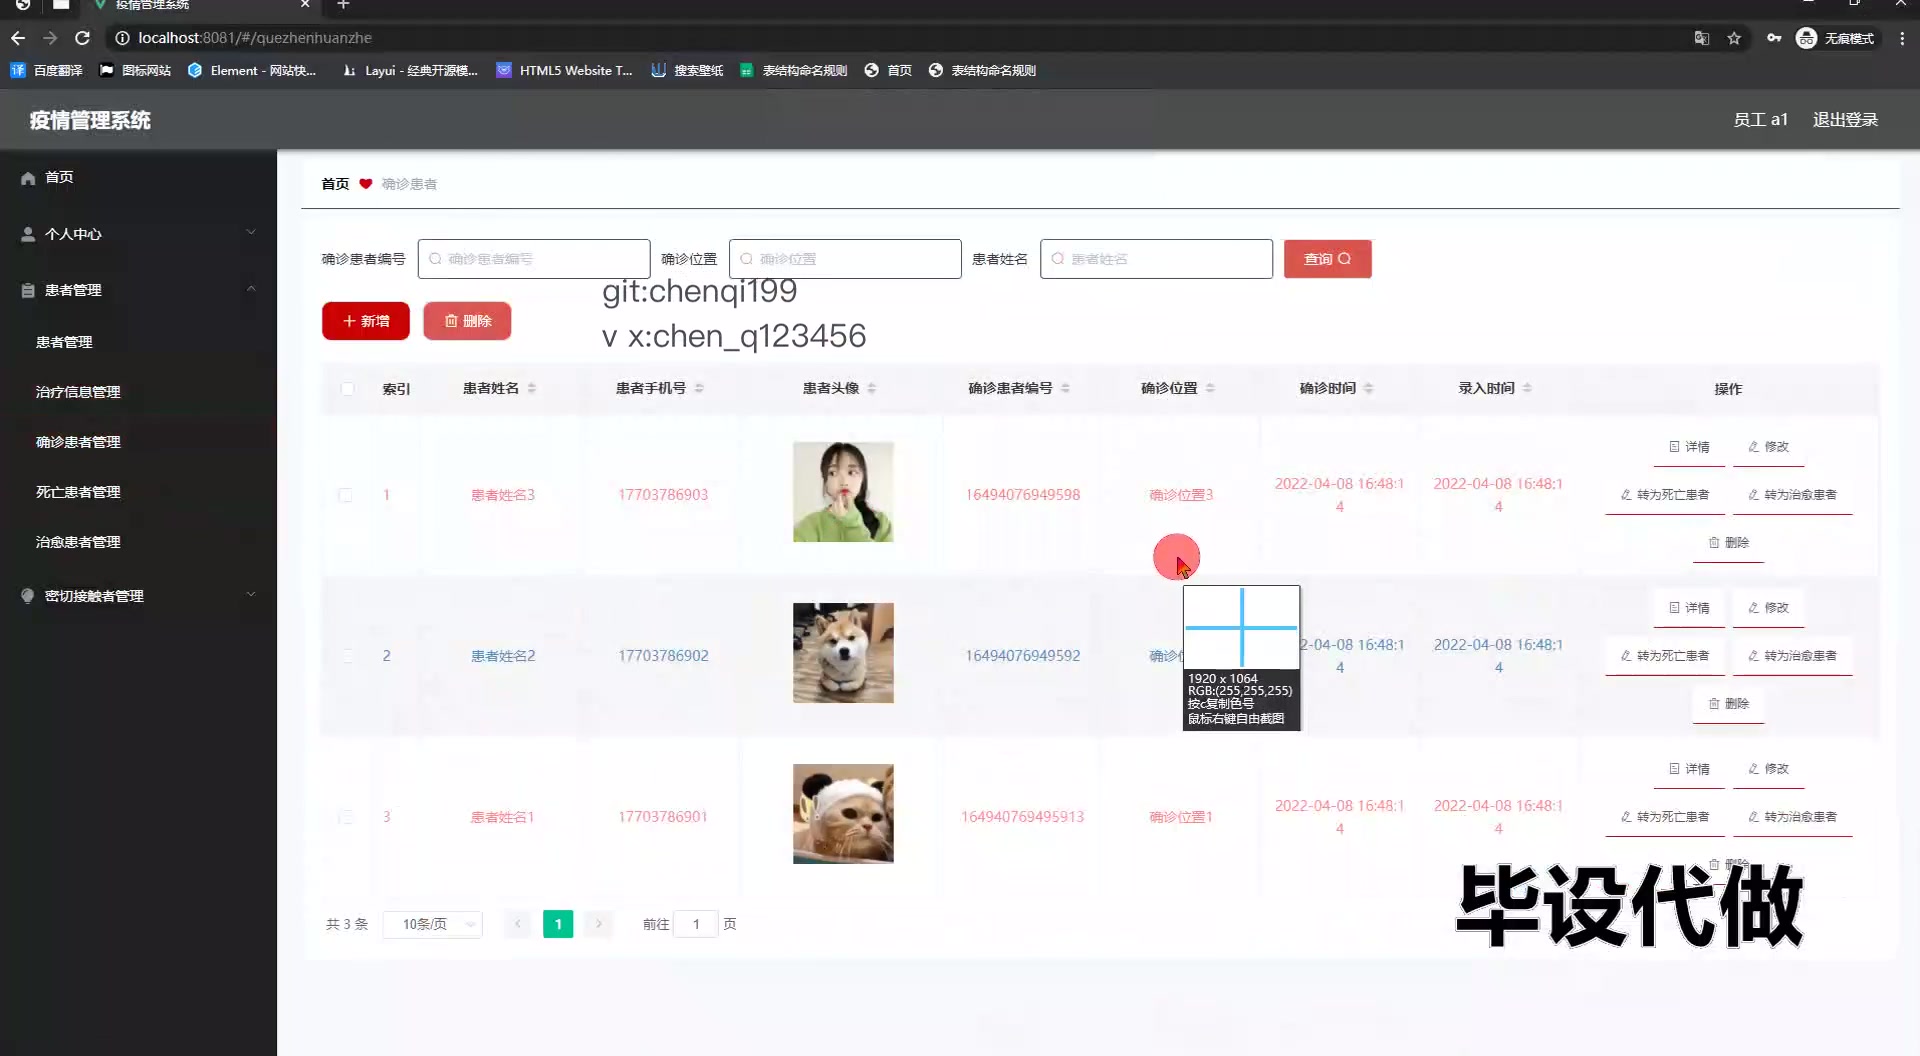 疫情管理系统
localhost:8081/#/quezhenhuanzhe
无痕模式
百度翻译
图标网站
Element - 网站快...
Layui - 经典开源模...
HTML5 Website T...
搜索壁纸
表结构命名规则
首页
表结构命名规则
疫情管理系统
员工 a1
退出登录
首页
个人中心
患者管理
患者管理
治疗信息管理
确诊患者管理
死亡患者管理
治愈患者管理
密切接触者管理
首页 确诊患者
确诊患者编号 确诊患者编号 确诊位置 确诊位置 患者姓名 患者姓名 查询
git:chenqi199
新增 删除
v x:chen_q123456
索引 患者姓名 患者手机号 患者头像 确诊患者编号 确诊位置 确诊时间 录入时间 操作
1 患者姓名3 17703786903 16494076949598 确诊位置3 2022-04-08 16:48:14 2022-04-08 16:48:14
详情 修改
转为死亡患者 转为治愈患者
删除
2 患者姓名2 17703786902 16494076949592 确诊位 2-04-08 16:48:14 2022-04-08 16:48:14
详情 修改
转为死亡患者 转为治愈患者
删除
1920 x 1064
RGB:(255,255,255)
按c复制色号
鼠标右键自由截图
3 患者姓名1 17703786901 164940769495913 确诊位置1 2022-04-08 16:48:14 2022-04-08 16:48:14
详情 修改
转为死亡患者 转为治愈患者
删除
毕设代做
共 3 条 10条/页 1 前往 1 页